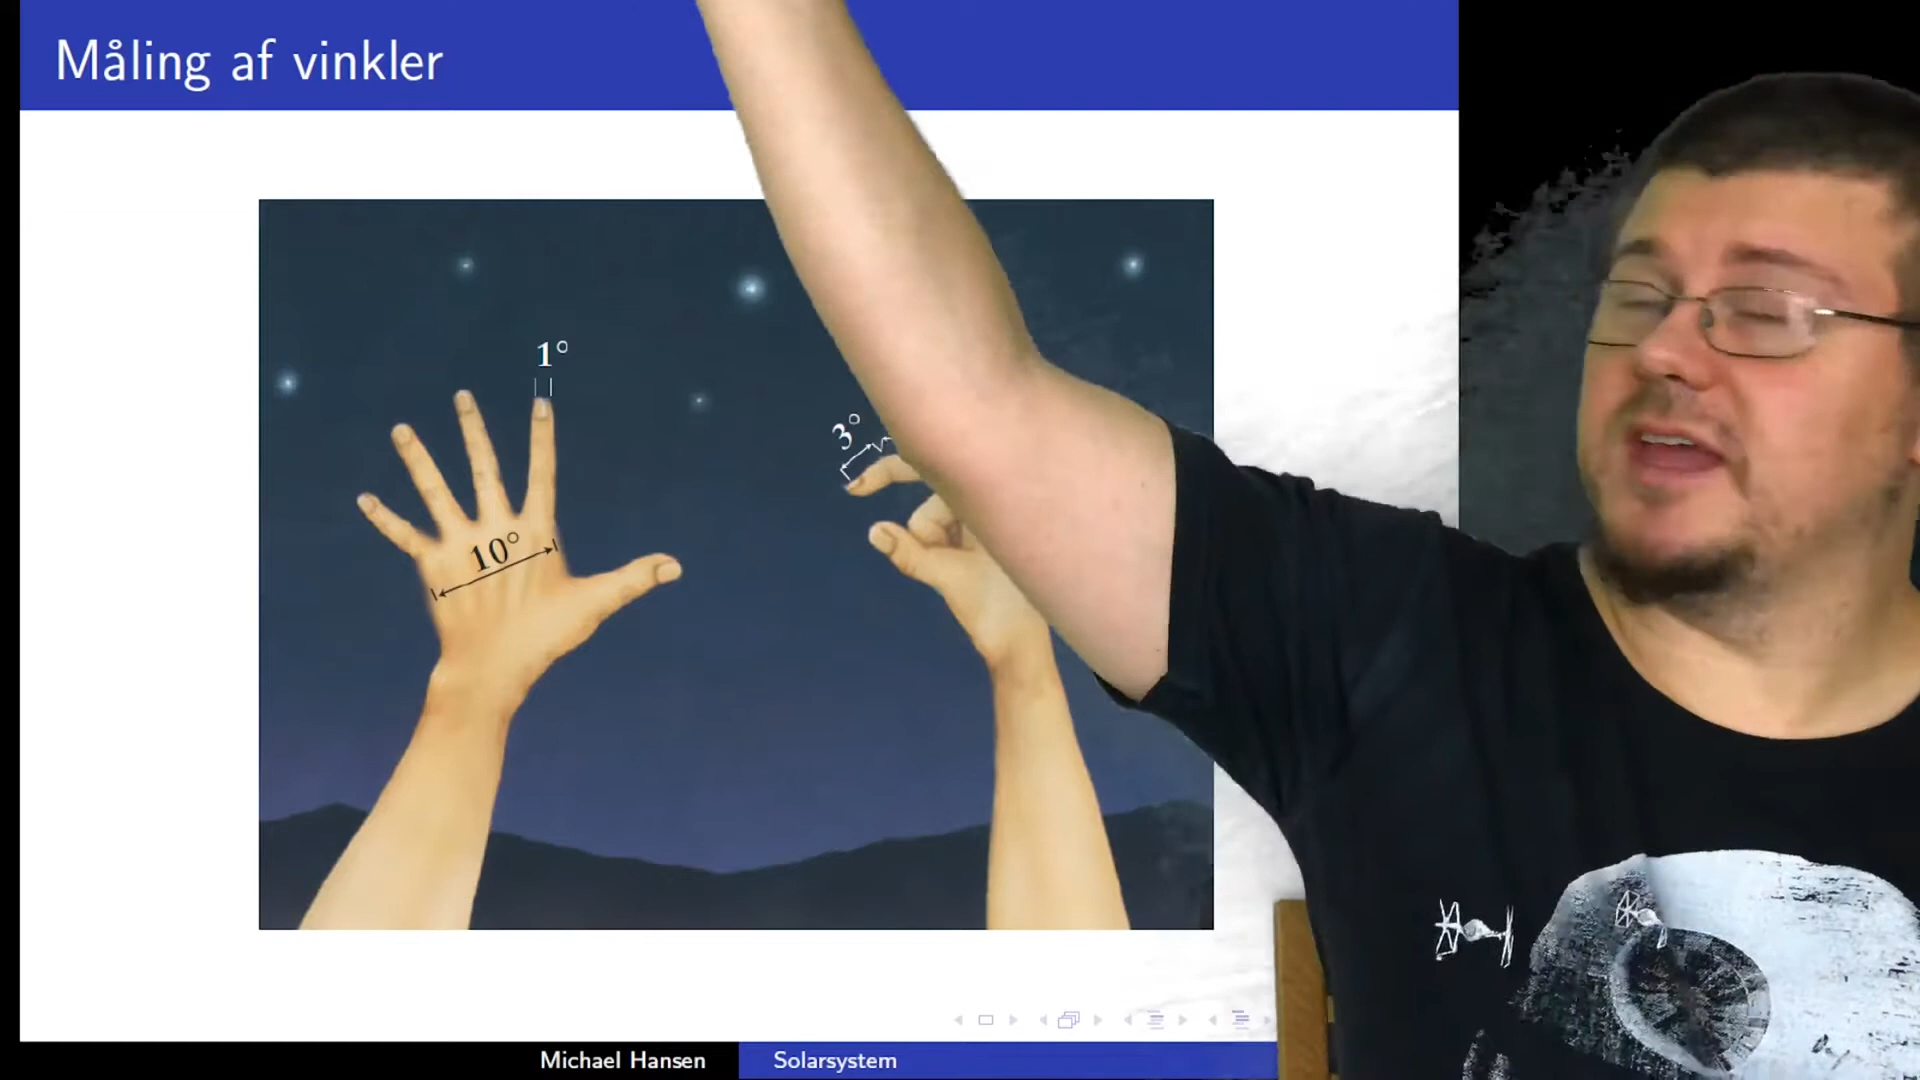 Måling af vinkler
1°
3°
10°
Michael Hansen
Solarsystem